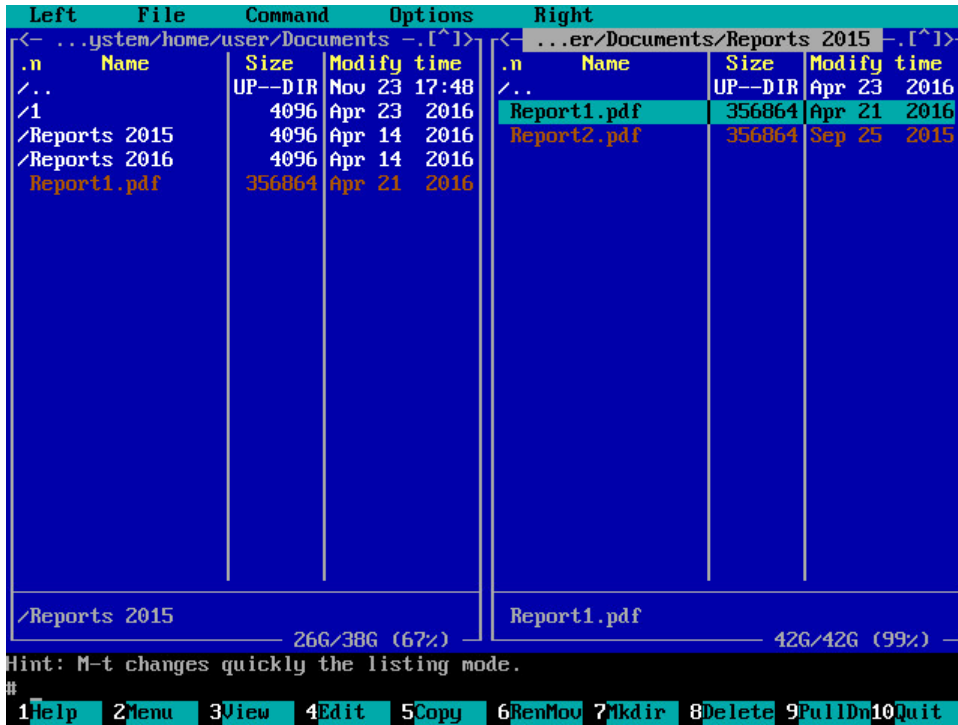 Left File Command Options Right
<- ...ystem/home/user/Documents -.[^]> <- ...er/Documents/Reports 2015 -.[^]>
.n Name Size Modify time .n Name Size Modify time
/.. UP--DIR Nov 23 17:48 /.. UP--DIR Apr 23 2016
/1 4096 Apr 23 2016 Report1.pdf 356864 Apr 21 2016
/Reports 2015 4096 Apr 14 2016 Report2.pdf 356864 Sep 25 2015
/Reports 2016 4096 Apr 14 2016
Report1.pdf 356864 Apr 21 2016
/Reports 2015 Report1.pdf
26G/38G (67%) 42G/42G (99%)
Hint: M-t changes quickly the listing mode.
# _
1Help 2Menu 3View 4Edit 5Copy 6RenMov 7Mkdir 8Delete 9PullDn 10Quit